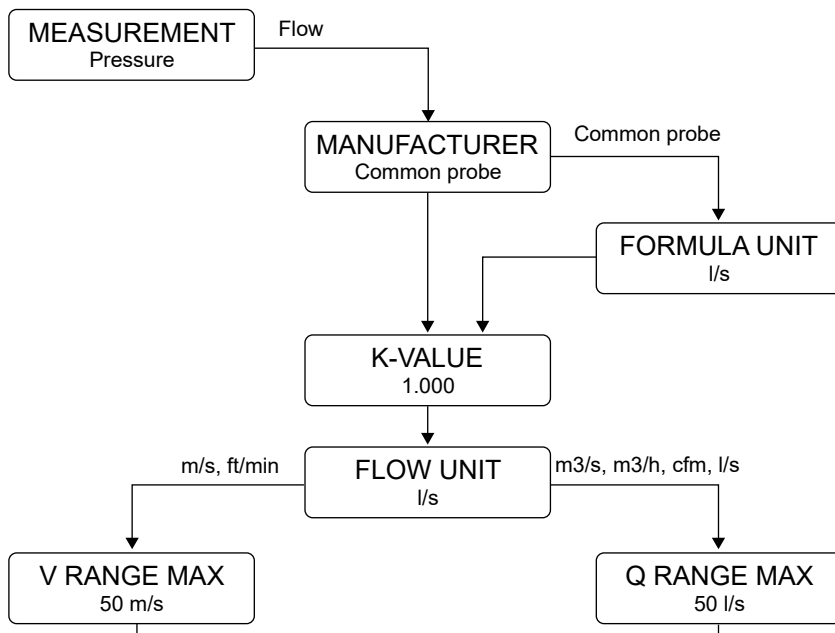 MEASUREMENT
Pressure
Flow
MANUFACTURER
Common probe
Common probe
FORMULA UNIT
l/s
K-VALUE
1.000
m/s, ft/min
FLOW UNIT
l/s
m3/s, m3/h, cfm, l/s
V RANGE MAX
50 m/s
Q RANGE MAX
50 l/s